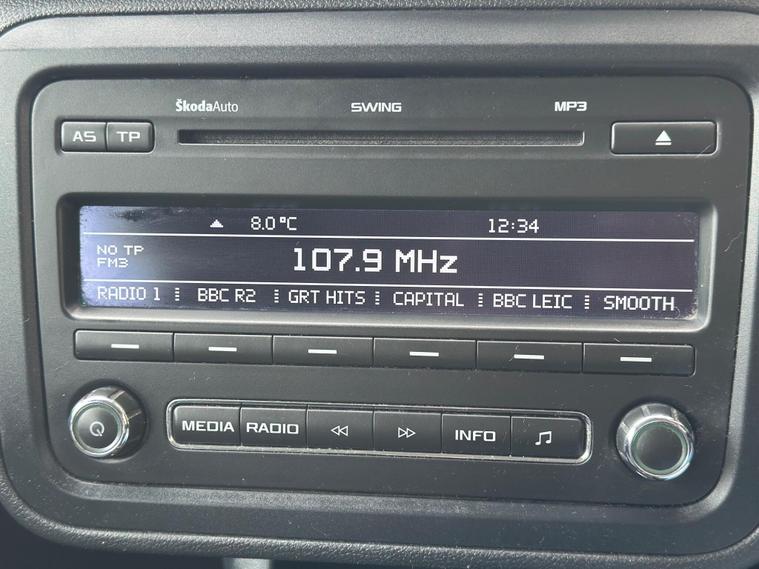 ŠkodaAuto SWING MP3
AS TP
8.0°C 12:34
NO TP
FM3
107.9 MHz
RADIO 1 BBC R2 GRT HITS CAPITAL BBC LEIC SMOOTH
MEDIA RADIO INFO